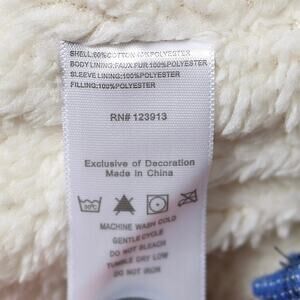 SHELL:60%COTTON 40%POLYESTER
BODY LINING:FAUX FUR:100%POLYESTER
SLEEVE LINING:100%POLYESTER
FILLING:100%POLYESTER
RN# 123913
Exclusive of Decoration
Made In China
MACHINE WASH COLD
GENTLE CYCLE
DO NOT BLEACH
TUMBLE DRY LOW
DO NOT IRON